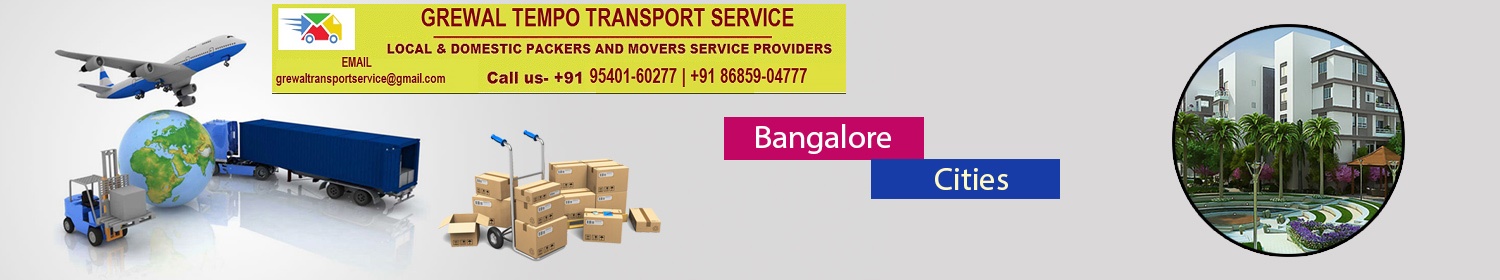 GREWAL TEMPO TRANSPORT SERVICE
LOCAL & DOMESTIC PACKERS AND MOVERS SERVICE PROVIDERS
EMAIL
grewaltransportservice@gmail.com
Call us- +91 95401-60277 | +91 86859-04777
Bangalore
Cities